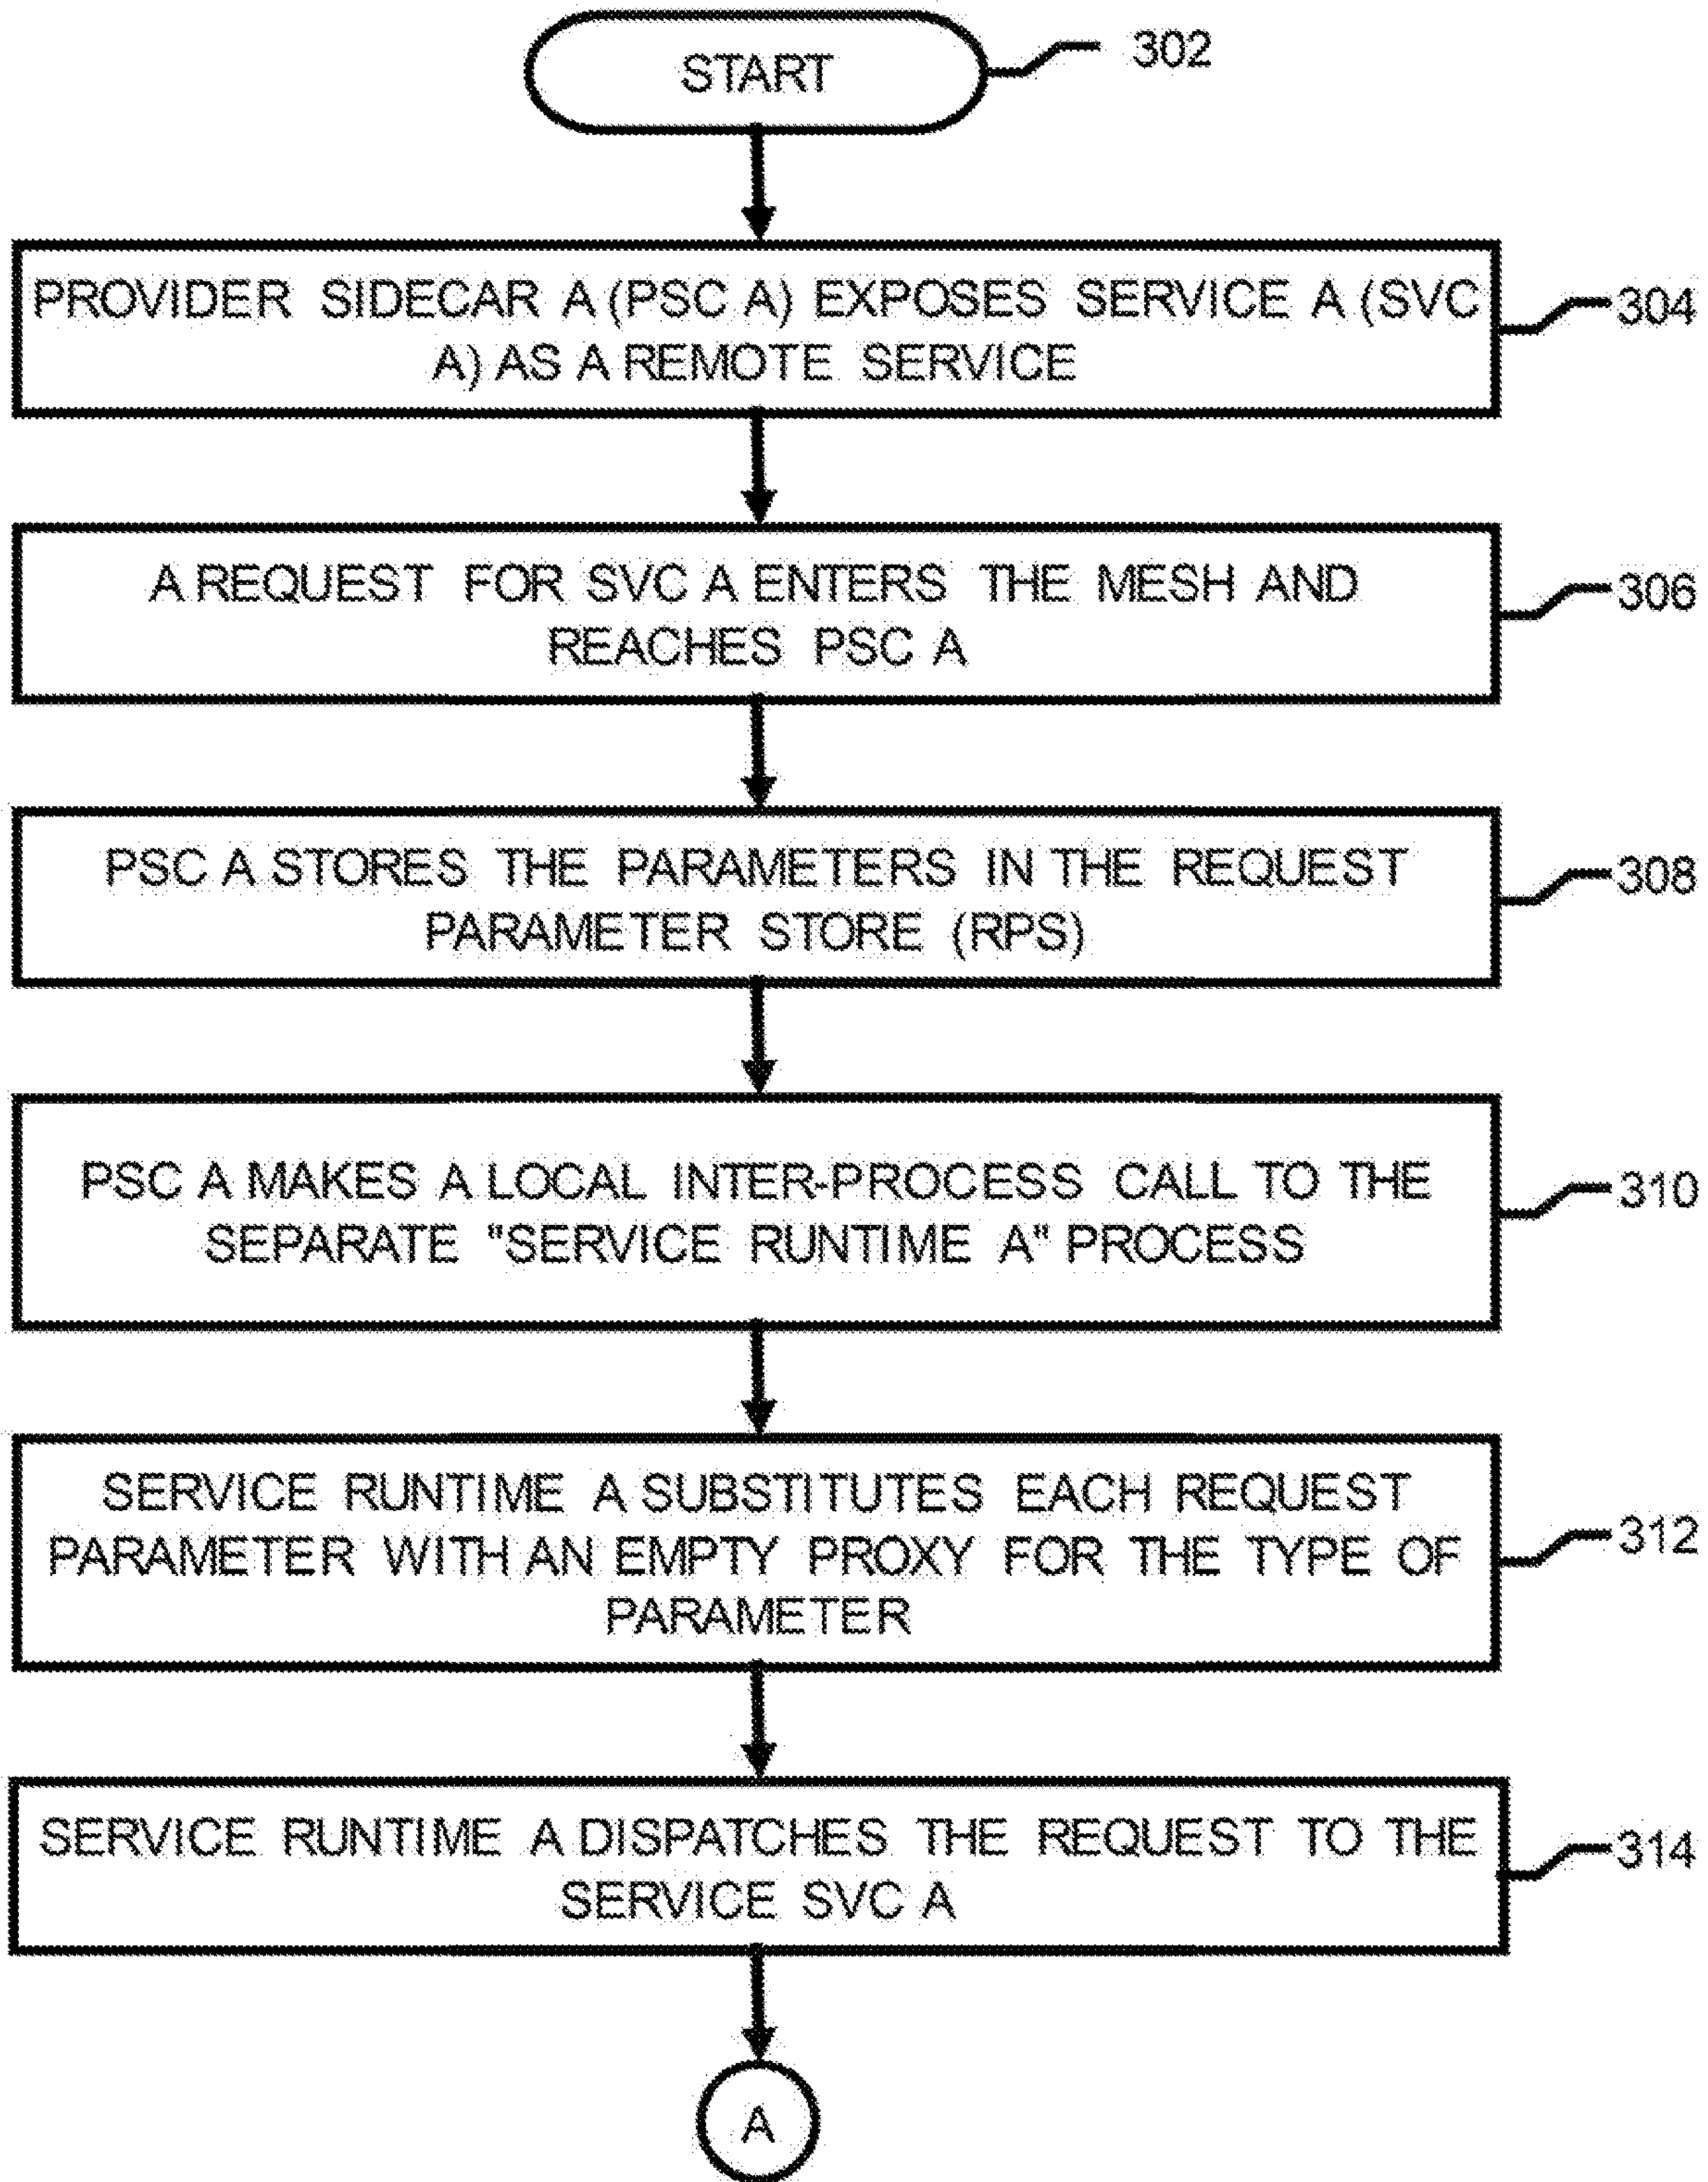 START
302
PROVIDER SIDECAR A (PSC A) EXPOSES SERVICE A (SVC
A) AS A REMOTE SERVICE
304
A REQUEST FOR SVC A ENTERS THE MESH AND
REACHES PSC A
306
PSC A STORES THE PARAMETERS IN THE REQUEST
PARAMETER STORE (RPS)
308
PSC A MAKES A LOCAL INTER-PROCESS CALL TO THE
SEPARATE "SERVICE RUNTIME A" PROCESS
310
SERVICE RUNTIME A SUBSTITUTES EACH REQUEST
PARAMETER WITH AN EMPTY PROXY FOR THE TYPE OF
PARAMETER
312
SERVICE RUNTIME A DISPATCHES THE REQUEST TO THE
SERVICE SVC A
314
A